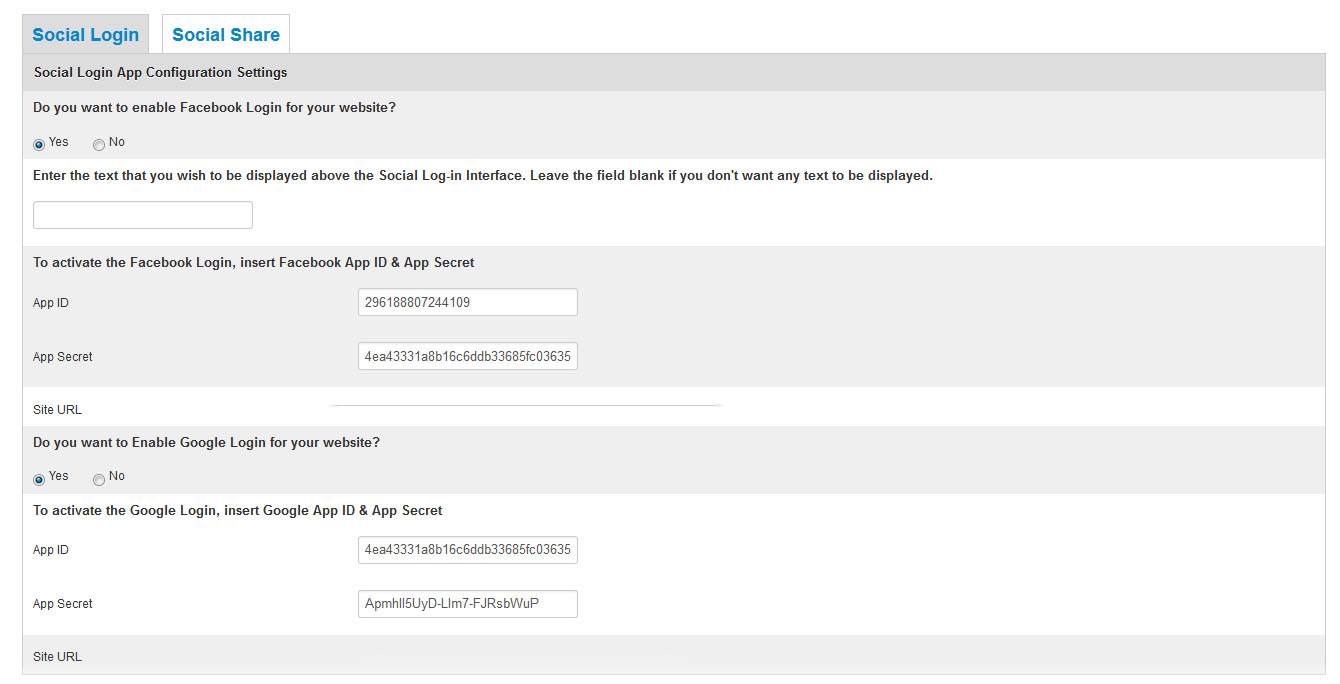 Social Login
Social Share
Social Login App Configuration Settings
Do you want to enable Facebook Login for your website?
Yes No
Enter the text that you wish to be displayed above the Social Log-in Interface. Leave the field blank if you don't want any text to be displayed.
To activate the Facebook Login, insert Facebook App ID & App Secret
App ID 296188807244109
App Secret 4ea43331a8b16c6ddb33685fc03635
Site URL
Do you want to Enable Google Login for your website?
Yes No
To activate the Google Login, insert Google App ID & App Secret
App ID 4ea43331a8b16c6ddb33685fc03635
App Secret Apmhll5UyD-Llm7-FJRsbWuP
Site URL